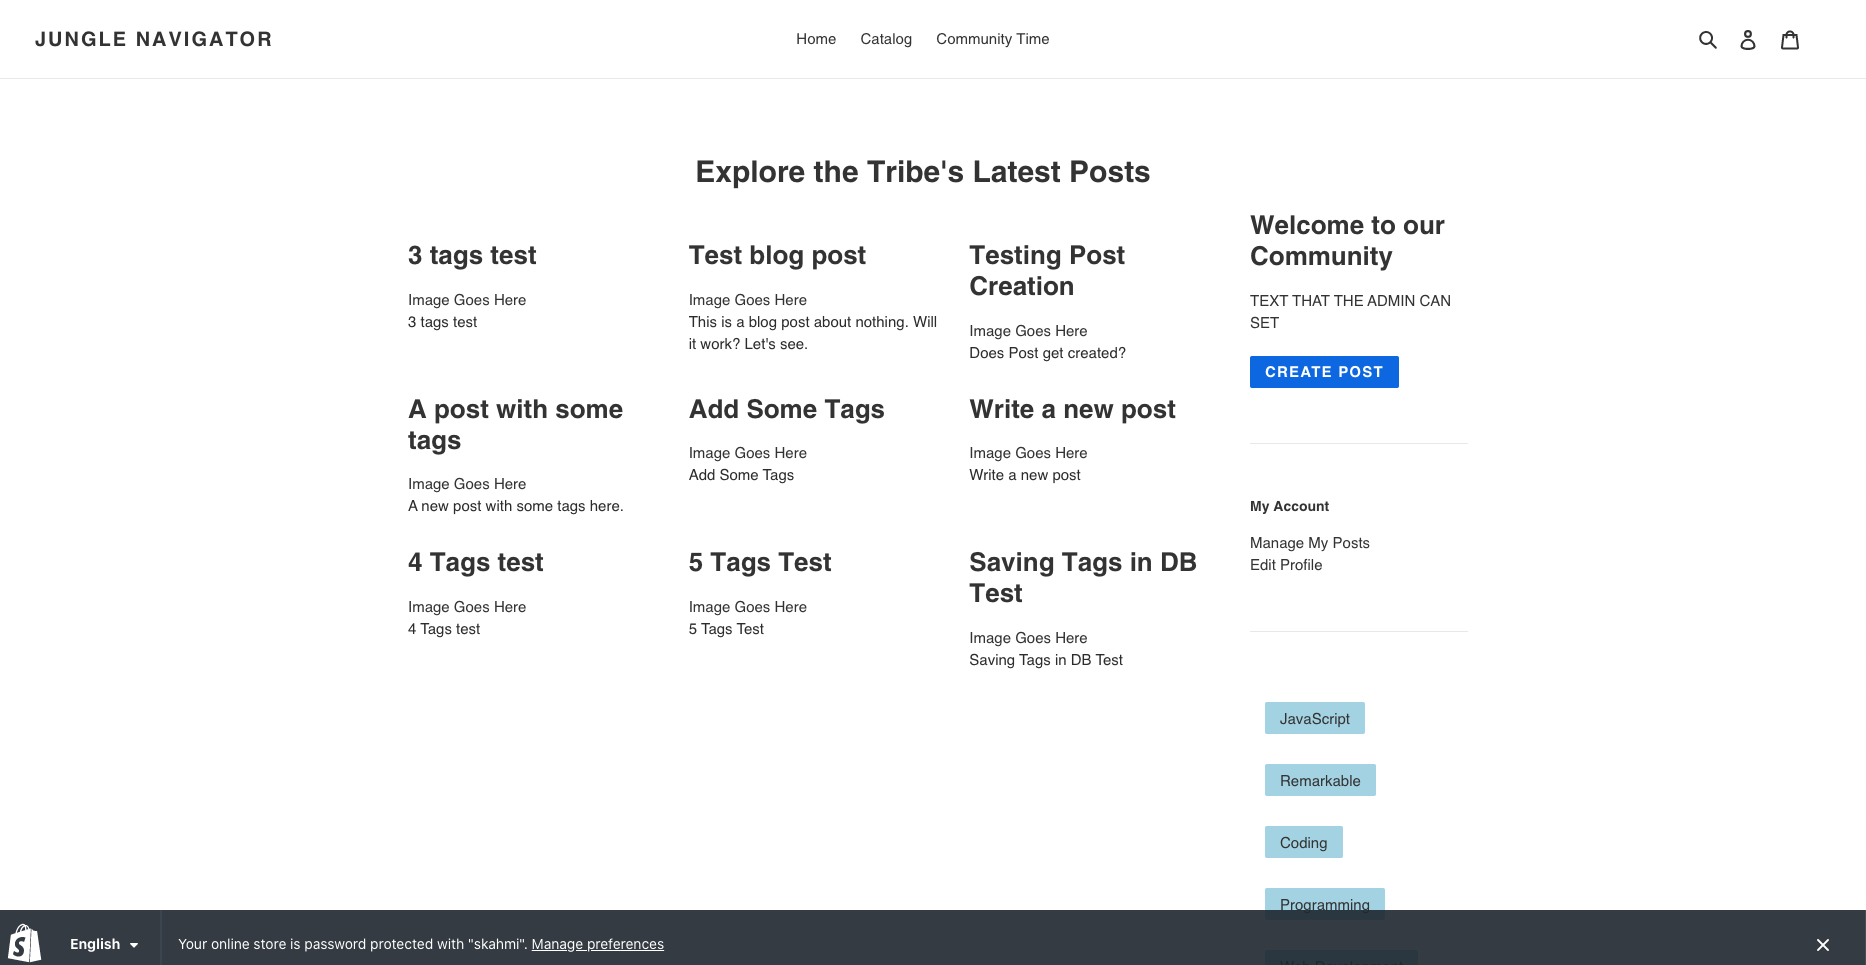 JUNGLE NAVIGATOR
Home
Catalog
Community Time
Explore the Tribe's Latest Posts
3 tags test
Image Goes Here
3 tags test
Test blog post
Image Goes Here
This is a blog post about nothing. Will
it work? Let's see.
Testing Post
Creation
Image Goes Here
Does Post get created?
A post with some
tags
Image Goes Here
A new post with some tags here.
Add Some Tags
Image Goes Here
Add Some Tags
Write a new post
Image Goes Here
Write a new post
4 Tags test
Image Goes Here
4 Tags test
5 Tags Test
Image Goes Here
5 Tags Test
Saving Tags in DB
Test
Image Goes Here
Saving Tags in DB Test
Welcome to our
Community
TEXT THAT THE ADMIN CAN
SET
CREATE POST
My Account
Manage My Posts
Edit Profile
JavaScript
Remarkable
Coding
Programming
English
Your online store is password protected with "skahmi". Manage preferences